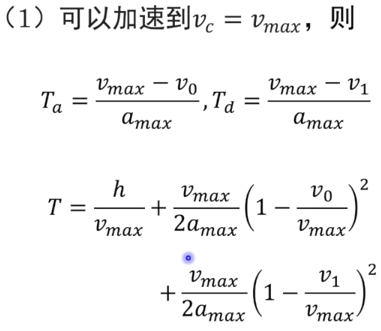 （1）可以加速到v_c = v_max，则
T_a = (v_max − v_0)/a_max , T_d = (v_max − v_1)/a_max
T = h/v_max + v_max/(2a_max) (1 − v_0/v_max)^2
+ v_max/(2a_max) (1 − v_1/v_max)^2